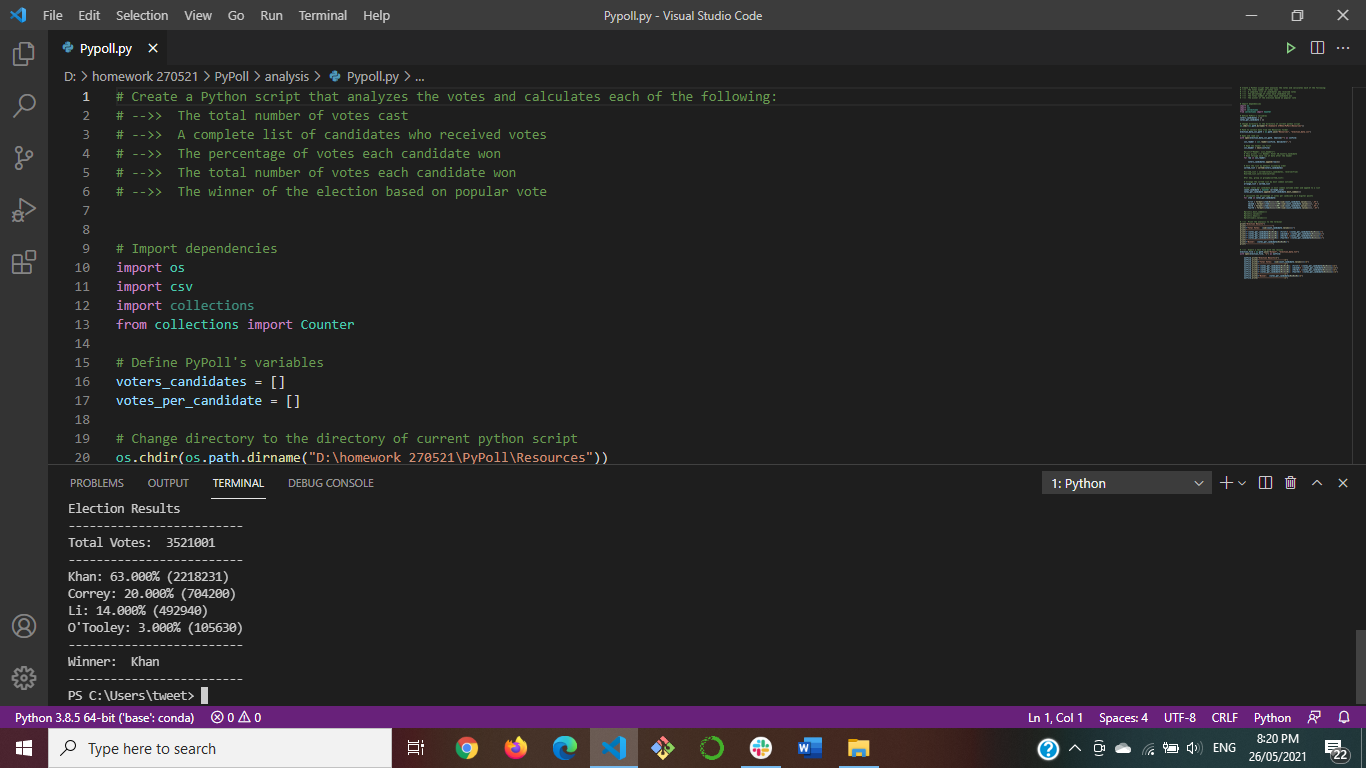 File Edit Selection View Go Run Terminal Help Pypoll.py - Visual Studio Code
Pypoll.py
D: > homework 270521 > PyPoll > analysis > Pypoll.py > ...
1 # Create a Python script that analyzes the votes and calculates each of the following:
2 # -->> The total number of votes cast
3 # -->> A complete list of candidates who received votes
4 # -->> The percentage of votes each candidate won
5 # -->> The total number of votes each candidate won
6 # -->> The winner of the election based on popular vote
7
8
9 # Import dependencies
10 import os
11 import csv
12 import collections
13 from collections import Counter
14
15 # Define PyPoll's variables
16 voters_candidates = []
17 votes_per_candidate = []
18
19 # Change directory to the directory of current python script
20 os.chdir(os.path.dirname("D:\homework 270521\PyPoll\Resources"))
PROBLEMS OUTPUT TERMINAL DEBUG CONSOLE 1: Python
Election Results
-------------------------
Total Votes:  3521001
-------------------------
Khan: 63.000% (2218231)
Correy: 20.000% (704200)
Li: 14.000% (492940)
O'Tooley: 3.000% (105630)
-------------------------
Winner:  Khan
-------------------------
PS C:\Users\tweet>
Python 3.8.5 64-bit ('base': conda) 0 0 Ln 1, Col 1 Spaces: 4 UTF-8 CRLF Python
Type here to search
ENG
8:20 PM
26/05/2021
22